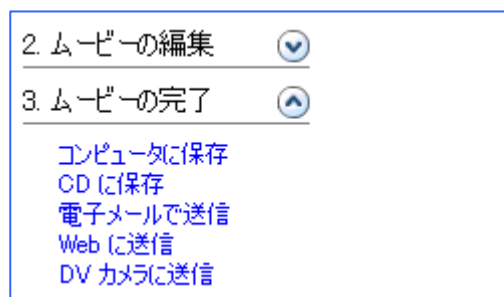 2. ムービーの編集
3. ムービーの完了
コンピュータに保存
CD に保存
電子メールで送信
Web に送信
DV カメラに送信